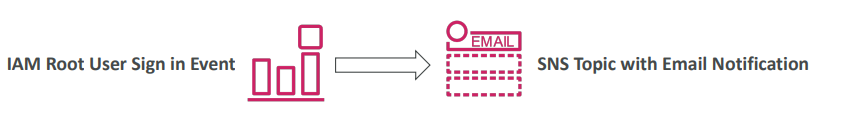 IAM Root User Sign in Event
EMAIL
SNS Topic with Email Notification